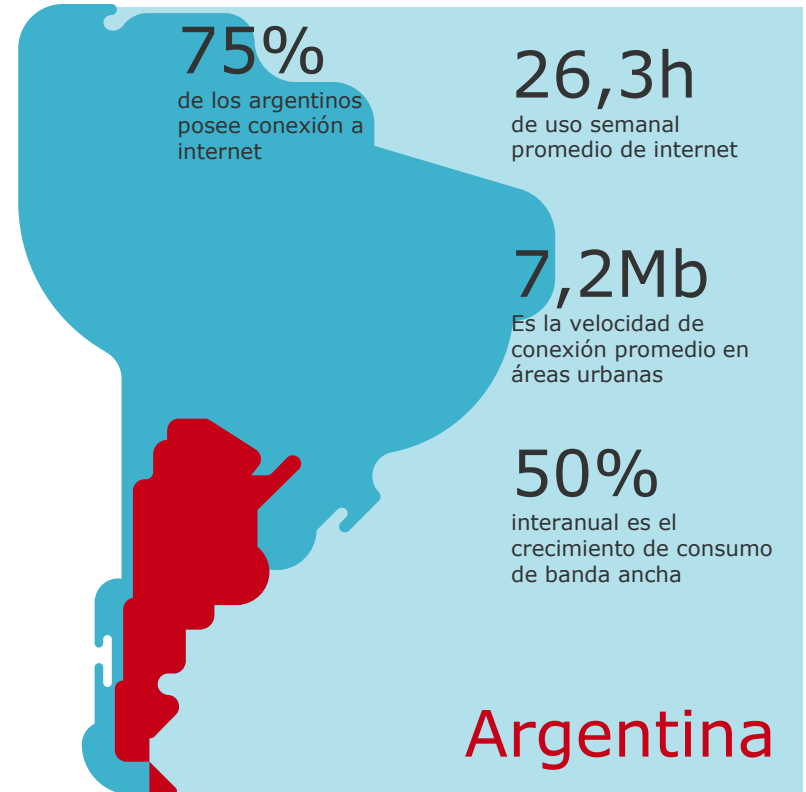 75%
de los argentinos
posee conexión a
internet
26,3h
de uso semanal
promedio de internet
7,2Mb
Es la velocidad de
conexión promedio en
áreas urbanas
50%
interanual es el
crecimiento de consumo
de banda ancha
Argentina